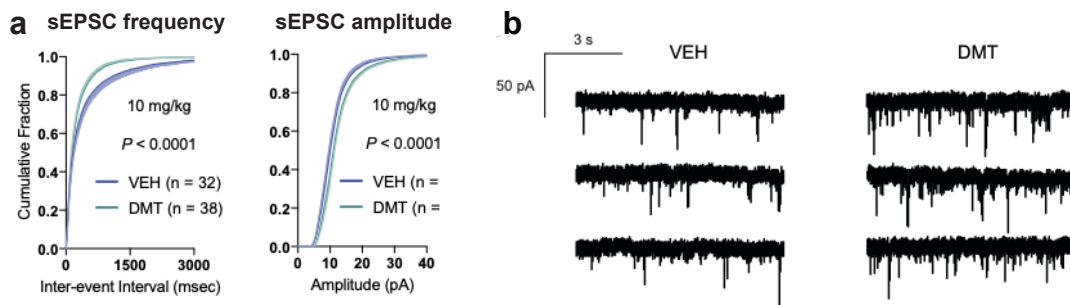 a
sEPSC frequency
Cumulative Fraction
1.0
0.8
0.6
0.4
0.2
0.0
10 mg/kg
P < 0.0001
VEH (n = 32)
DMT (n = 38)
0 1500 3000
Inter-event Interval (msec)
sEPSC amplitude
1.0
0.8
0.6
0.4
0.2
0.0
10 mg/kg
P < 0.0001
VEH (n =
DMT (n =
0 10 20 30 40
Amplitude (pA)
b
3 s
50 pA
VEH
DMT